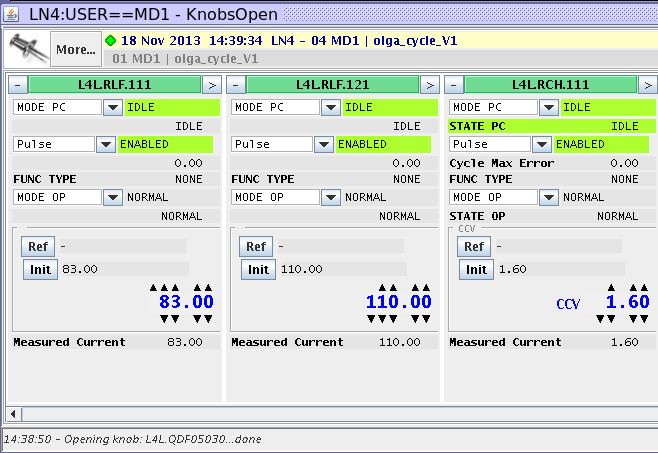 LN4:USER==MD1 - KnobsOpen
More...
18 Nov 2013 14:39:34 LN4 - 04 MD1 | olga_cycle_V1
01 MD1 | olga_cycle_V1
- L4L.RLF.111 >
MODE PC IDLE
IDLE
Pulse ENABLED
0.00
FUNC TYPE NONE
MODE OP NORMAL
NORMAL
Ref -
Init 83.00
83.00
Measured Current 83.00
- L4L.RLF.121 >
MODE PC IDLE
IDLE
Pulse ENABLED
0.00
FUNC TYPE NONE
MODE OP NORMAL
NORMAL
Ref -
Init 110.00
110.00
Measured Current 110.00
- L4L.RCH.111 >
MODE PC IDLE
STATE PC IDLE
Pulse ENABLED
Cycle Max Error 0.00
FUNC TYPE NONE
MODE OP NORMAL
STATE OP NORMAL
CCV
Ref -
Init 1.60
CCV 1.60
Measured Current 1.60
14:38:50 - Opening knob: L4L.QDF05030...done